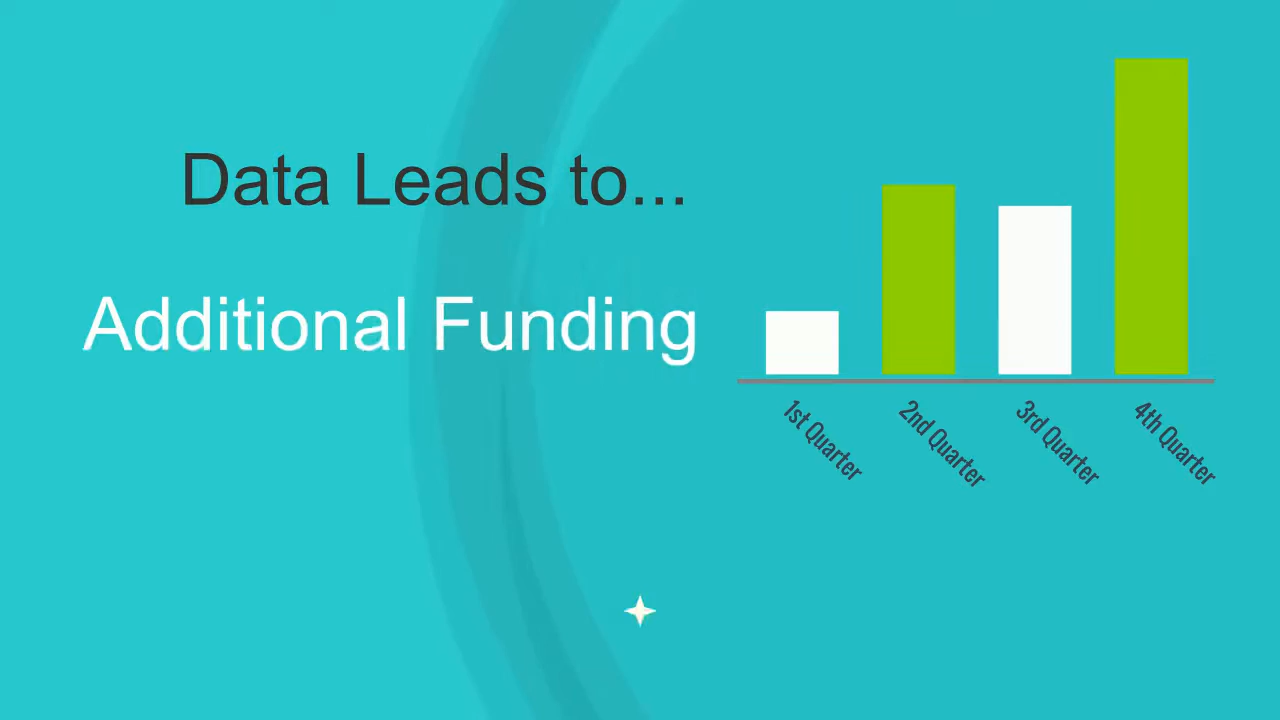 Data Leads to...
Additional Funding
1st Quarter
2nd Quarter
3rd Quarter
4th Quarter